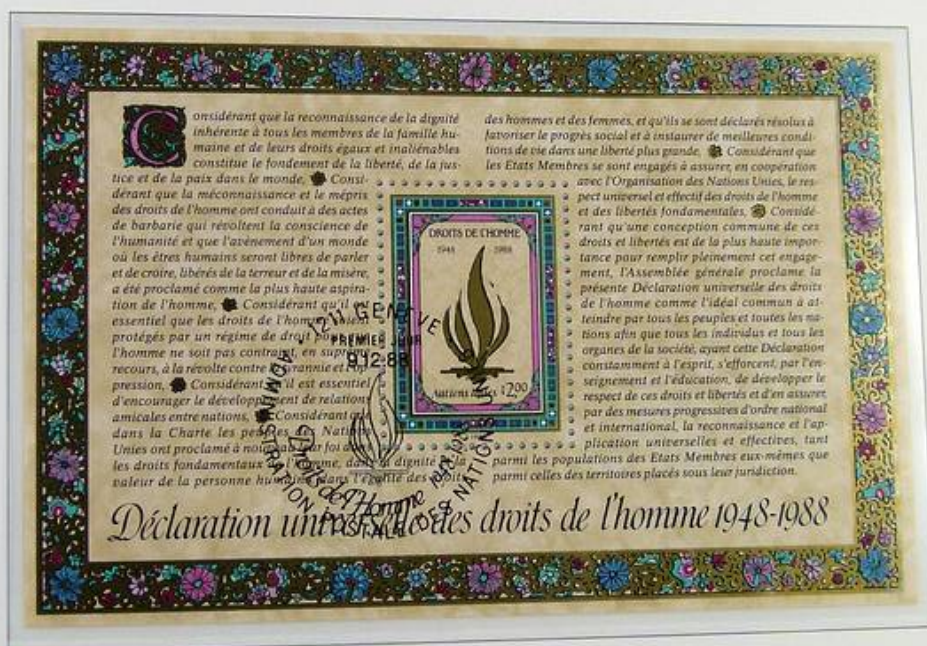 Considérant que la reconnaissance de la dignité
inhérente à tous les membres de la famille hu-
maine et de leurs droits égaux et inaliénables
constitue le fondement de la liberté, de la jus-
tice et de la paix dans le monde, Consi-
dérant que la méconnaissance et le mépris
des droits de l'homme ont conduit à des actes
de barbarie qui révoltent la conscience de
l'humanité et que l'avènement d'un monde
où les êtres humains seront libres de parler
et de croire, libérés de la terreur et de la misère,
a été proclamé comme la plus haute aspira-
tion de l'homme, Considérant qu'il est
essentiel que les droits de l'homme soient
protégés par un régime de droit pour que
l'homme ne soit pas contraint, en suprême
recours, à la révolte contre la tyrannie et l'op-
pression, Considérant qu'il est essentiel
d'encourager le développement de relations
amicales entre nations, Considérant que
dans la Charte les peuples des Nations
Unies ont proclamé à nouveau leur foi dans
les droits fondamentaux de l'homme, dans la dignité et la
valeur de la personne humaine, dans l'égalité des droits
des hommes et des femmes, et qu'ils se sont déclarés résolus à
favoriser le progrès social et à instaurer de meilleures condi-
tions de vie dans une liberté plus grande, Considérant que
les Etats Membres se sont engagés à assurer, en coopération
avec l'Organisation des Nations Unies, le res-
pect universel et effectif des droits de l'homme
et des libertés fondamentales, Considé-
rant qu'une conception commune de ces
droits et libertés est de la plus haute impor-
tance pour remplir pleinement cet engage-
ment, l'Assemblée générale proclame la
présente Déclaration universelle des droits
de l'homme comme l'idéal commun à at-
teindre par tous les peuples et toutes les na-
tions afin que tous les individus et tous les
organes de la société, ayant cette Déclaration
constamment à l'esprit, s'efforcent, par l'en-
seignement et l'éducation, de développer le
respect de ces droits et libertés et d'en assurer,
par des mesures progressives d'ordre national
et international, la reconnaissance et l'ap-
plication universelles et effectives, tant
parmi les populations des Etats Membres eux-mêmes que
parmi celles des territoires placés sous leur juridiction.
DROITS DE L'HOMME
1948 1988
Nations Unies
2,00
1211 GENÈVE
PREMIER JOUR
9.12.88
ADMINISTRATION POSTALE DES NATIONS UNIES
Droits de l'Homme
Déclaration universelle des droits de l'homme 1948-1988